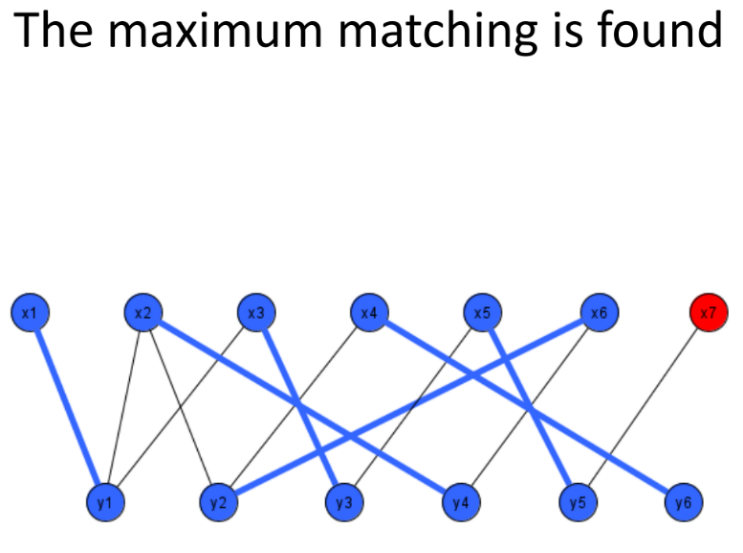 The maximum matching is found
x1 x2 x3 x4 x5 x6 x7
y1 y2 y3 y4 y5 y6